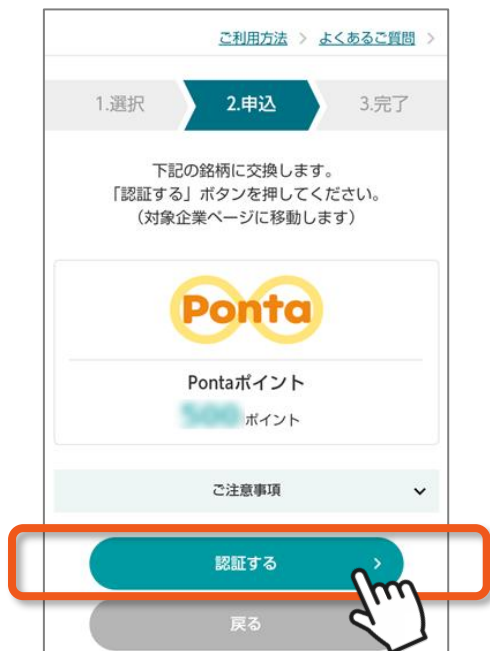 ご利用方法 > よくあるご質問 >
1.選択 2.申込 3.完了
下記の銘柄に交換します。
「認証する」ボタンを押してください。
（対象企業ページに移動します）
Ponta
Pontaポイント
500ポイント
ご注意事項
認証する
戻る